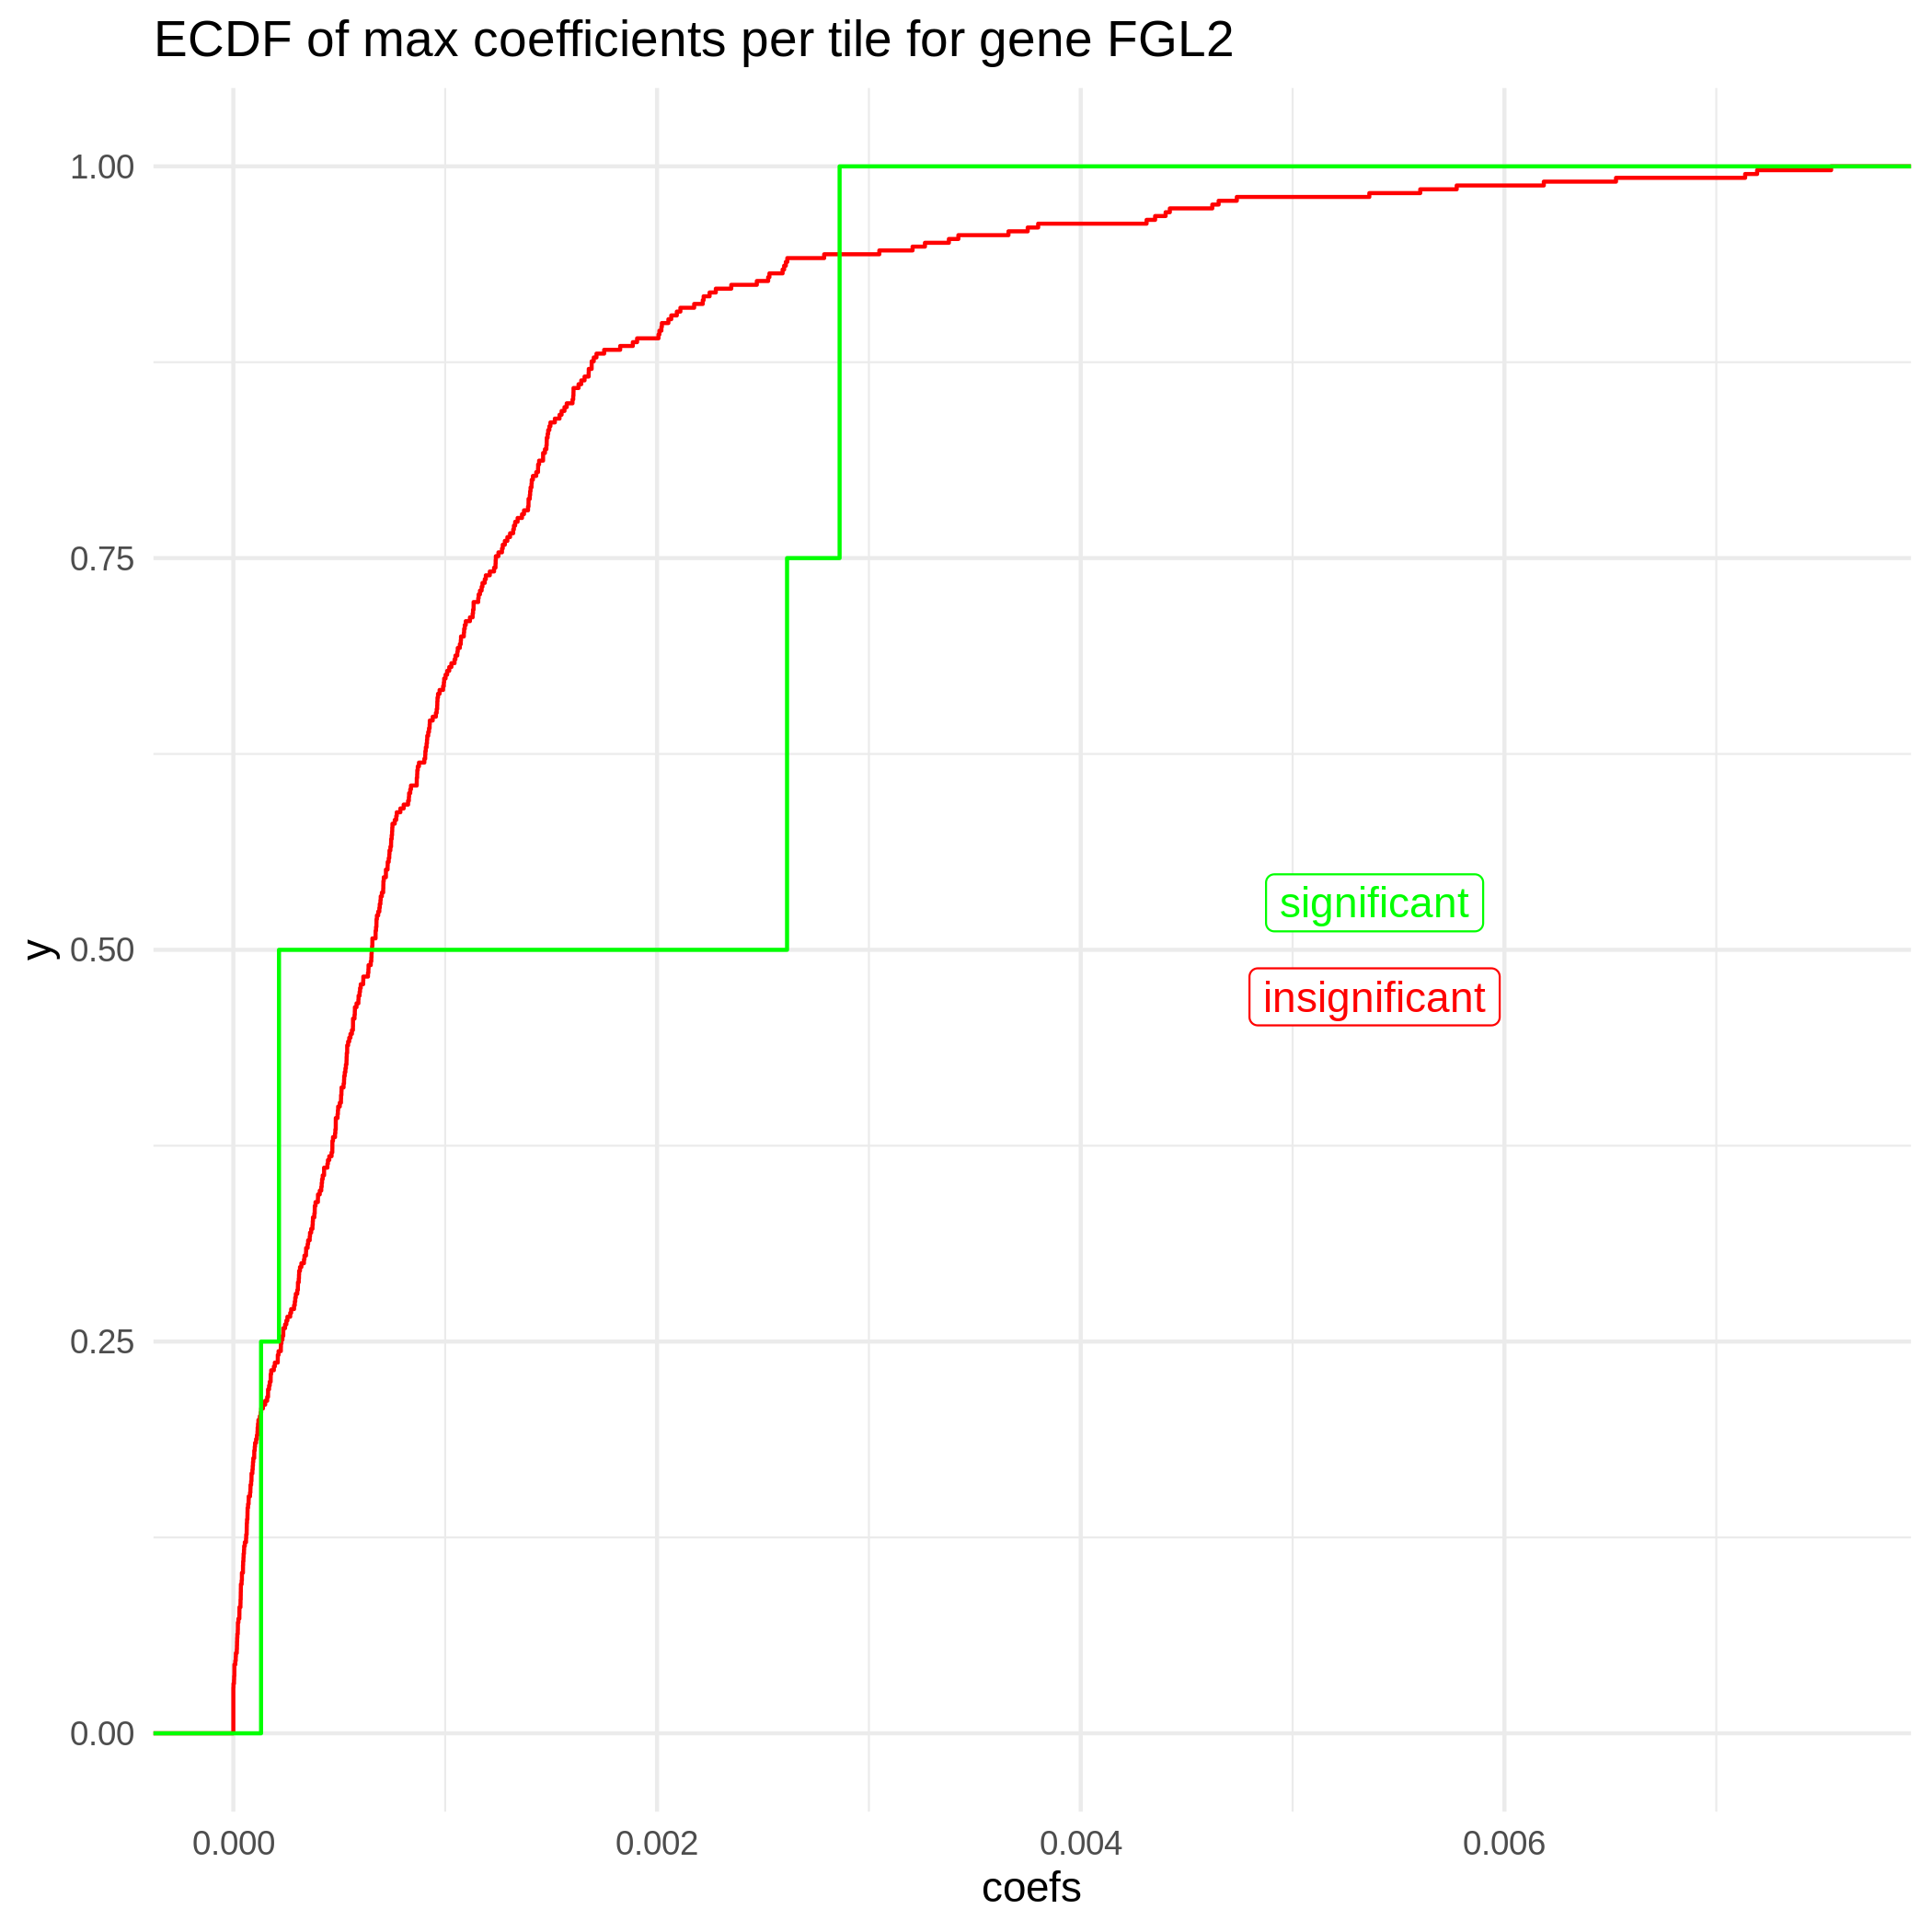 ECDF of max coefficients per tile for gene FGL2
1.00
0.75
0.50
0.25
0.00
y
significant
insignificant
0.000 0.002 0.004 0.006
coefs